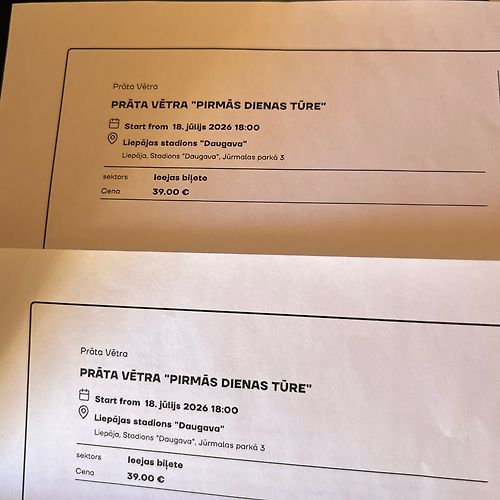 Prāta Vētra
PRĀTA VĒTRA "PIRMĀS DIENAS TŪRE"
Start from 18. jūlijs 2026 18:00
Liepājas stadions "Daugava"
Liepāja, Stadions "Daugava", Jūrmalas parkā 3
sektors Ieejas biļete
Cena 39.00 €
Prāta Vētra
PRĀTA VĒTRA "PIRMĀS DIENAS TŪRE"
Start from 18. jūlijs 2026 18:00
Liepājas stadions "Daugava"
Liepāja, Stadions "Daugava", Jūrmalas parkā 3
sektors Ieejas biļete
Cena 39.00 €